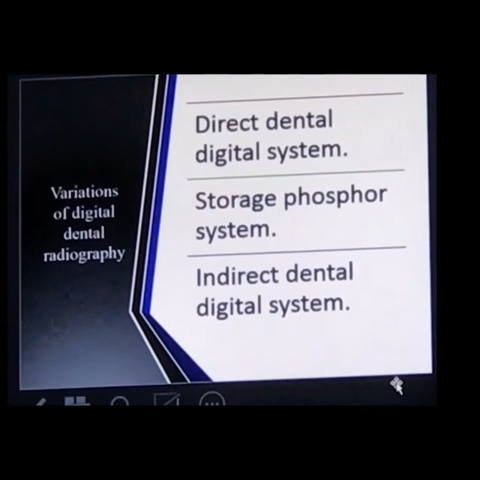 Variations
of digital
dental
radiography
Direct dental
digital system.
Storage phosphor
system.
Indirect dental
digital system.